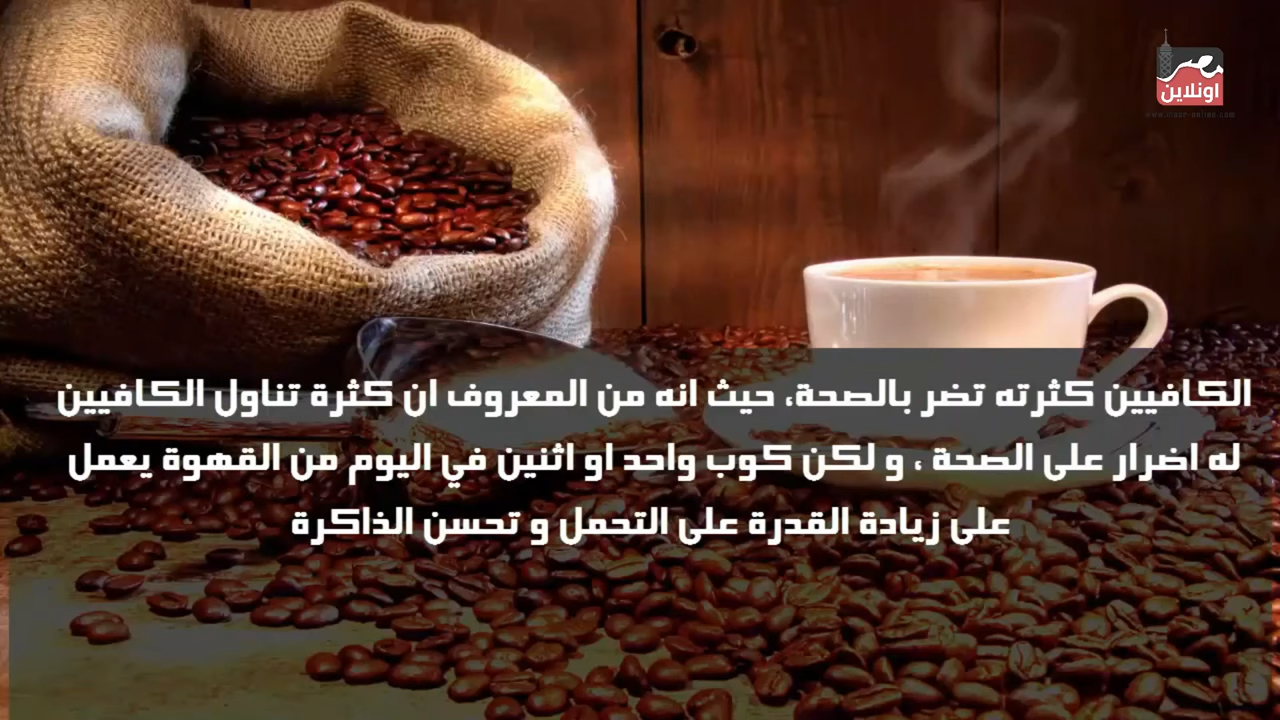 مصر
اونلاين
الكافيين كثرته تضر بالصحة، حيث انه من المعروف ان كثرة تناول الكافيين
له اضرار على الصحة ، و لكن كوب واحد او اثنين في اليوم من القهوة يعمل
على زيادة القدرة على التحمل و تحسن الذاكرة